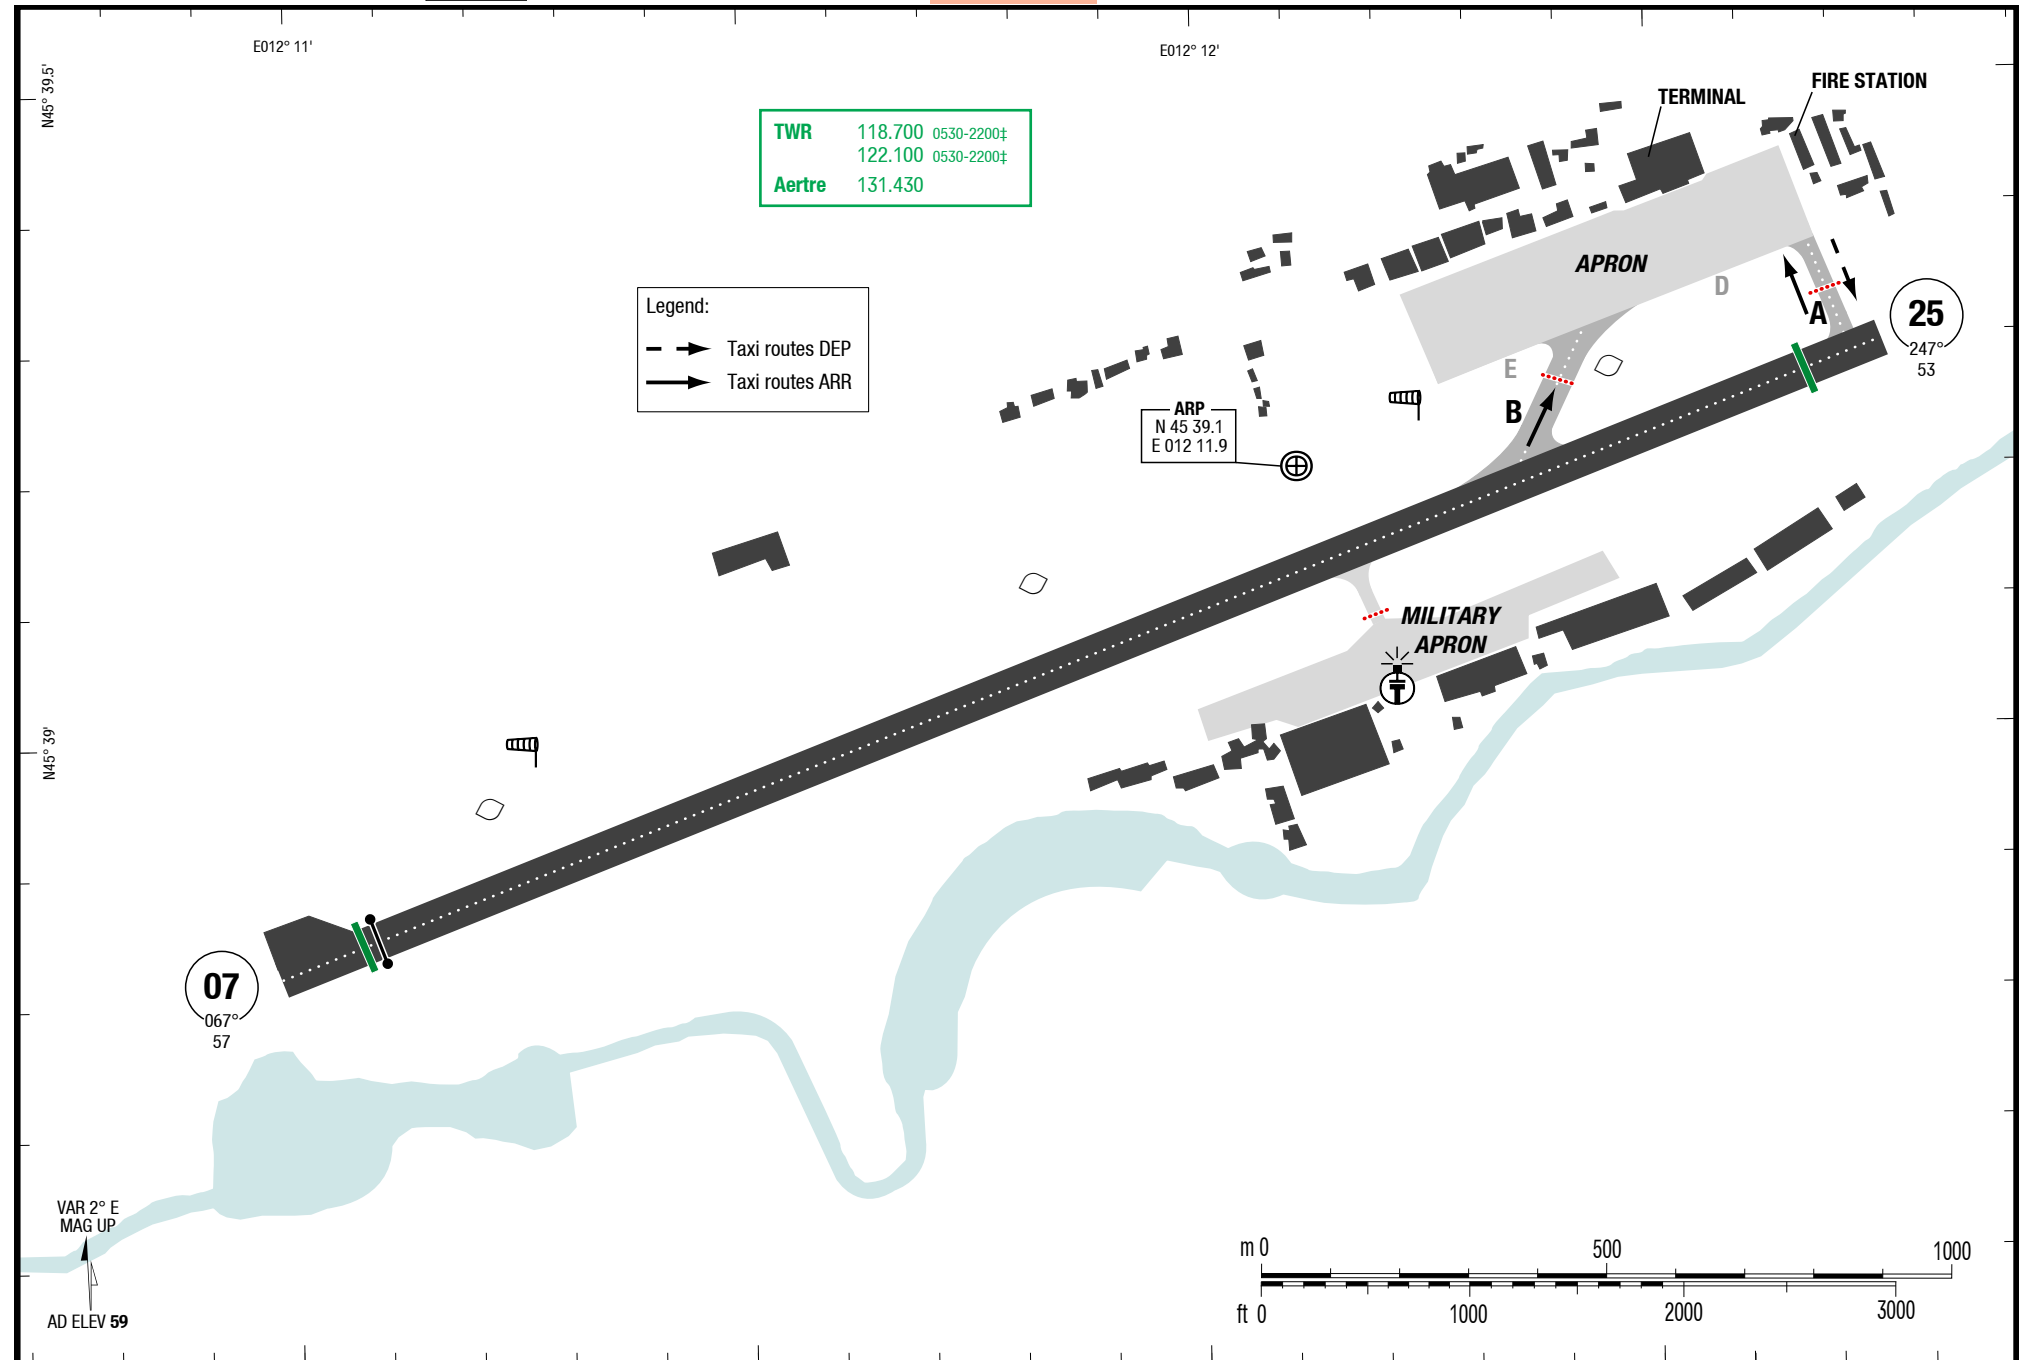 E012° 11'
E012° 12'
N45° 39.5'
TWR 118.700 0530-2200‡
122.100 0530-2200‡
Aertre 131.430
TERMINAL
FIRE STATION
Legend:
Taxi routes DEP
Taxi routes ARR
APRON
D
A
25
247°
53
E
B
ARP
N 45 39.1
E 012 11.9
MILITARY
APRON
T
N45° 39'
07
067°
57
VAR 2° E
MAG UP
AD ELEV 59
m 0 500 1000
ft 0 1000 2000 3000